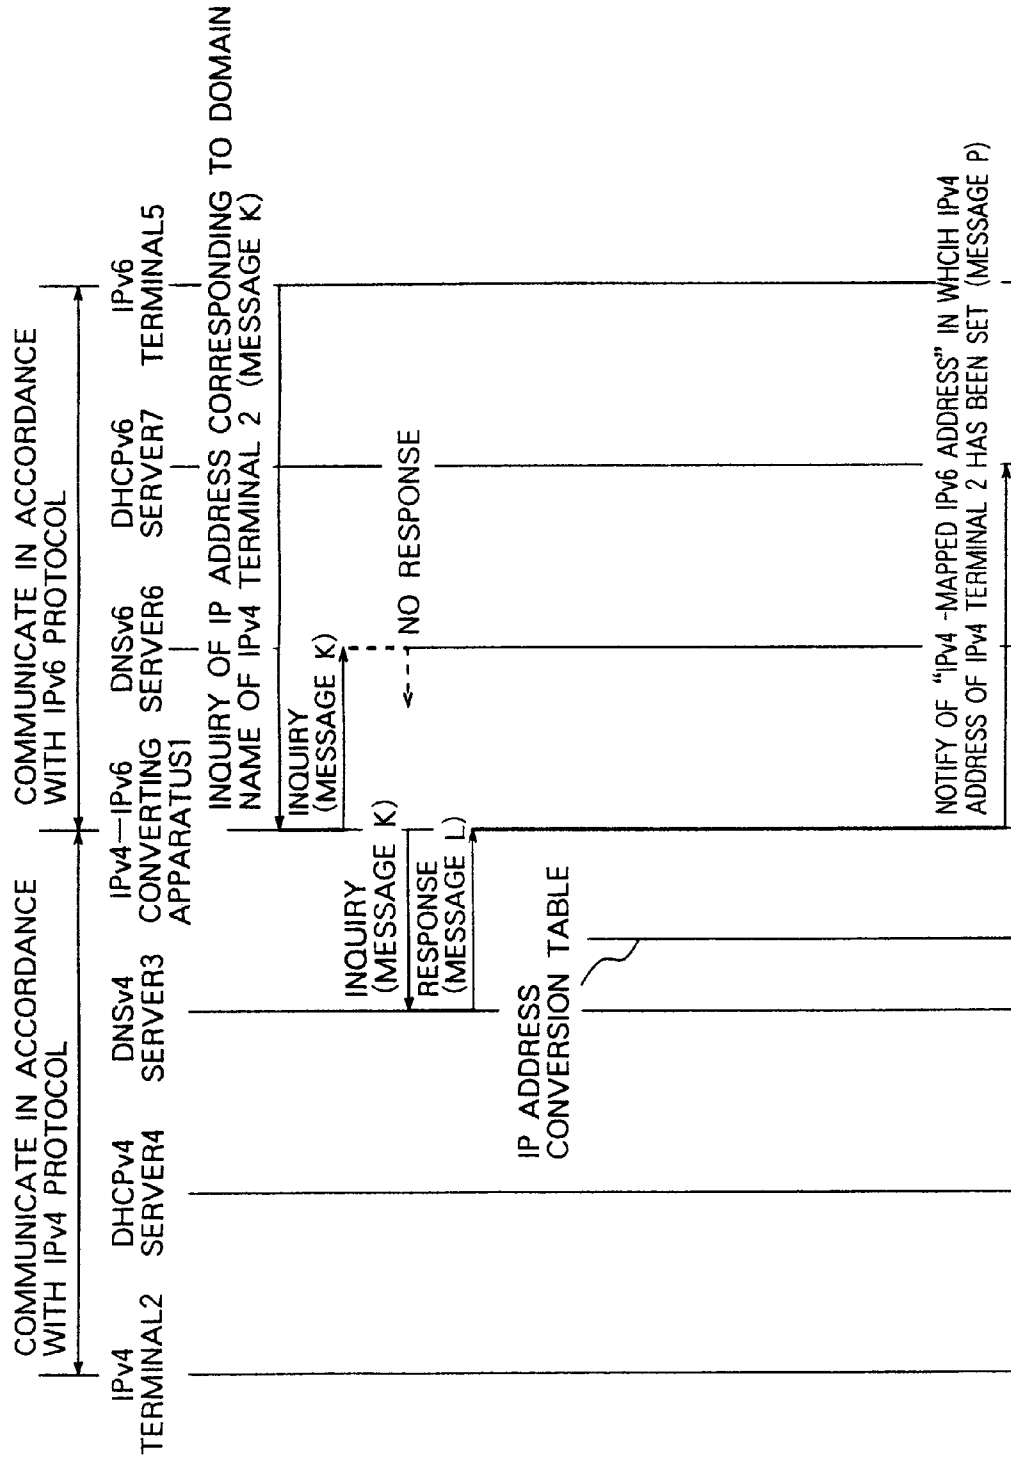 COMMUNICATE IN ACCORDANCE
WITH IPv4 PROTOCOL
COMMUNICATE IN ACCORDANCE
WITH IPv6 PROTOCOL
IPv4
TERMINAL2
DHCPv4
SERVER4
DNSv4
SERVER3
IPv4—IPv6
CONVERTING
APPARATUS1
DNSv6
SERVER6
DHCPv6
SERVER7
IPv6
TERMINAL5
INQUIRY OF IP ADDRESS CORRESPONDING TO DOMAIN
NAME OF IPv4 TERMINAL 2 (MESSAGE K)
INQUIRY
(MESSAGE K)
NO RESPONSE
INQUIRY
(MESSAGE K)
RESPONSE
(MESSAGE L)
IP ADDRESS
CONVERSION TABLE
NOTIFY OF "IPv4 -MAPPED IPv6 ADDRESS" IN WHCIH IPv4
ADDRESS OF IPv4 TERMINAL 2 HAS BEEN SET (MESSAGE P)